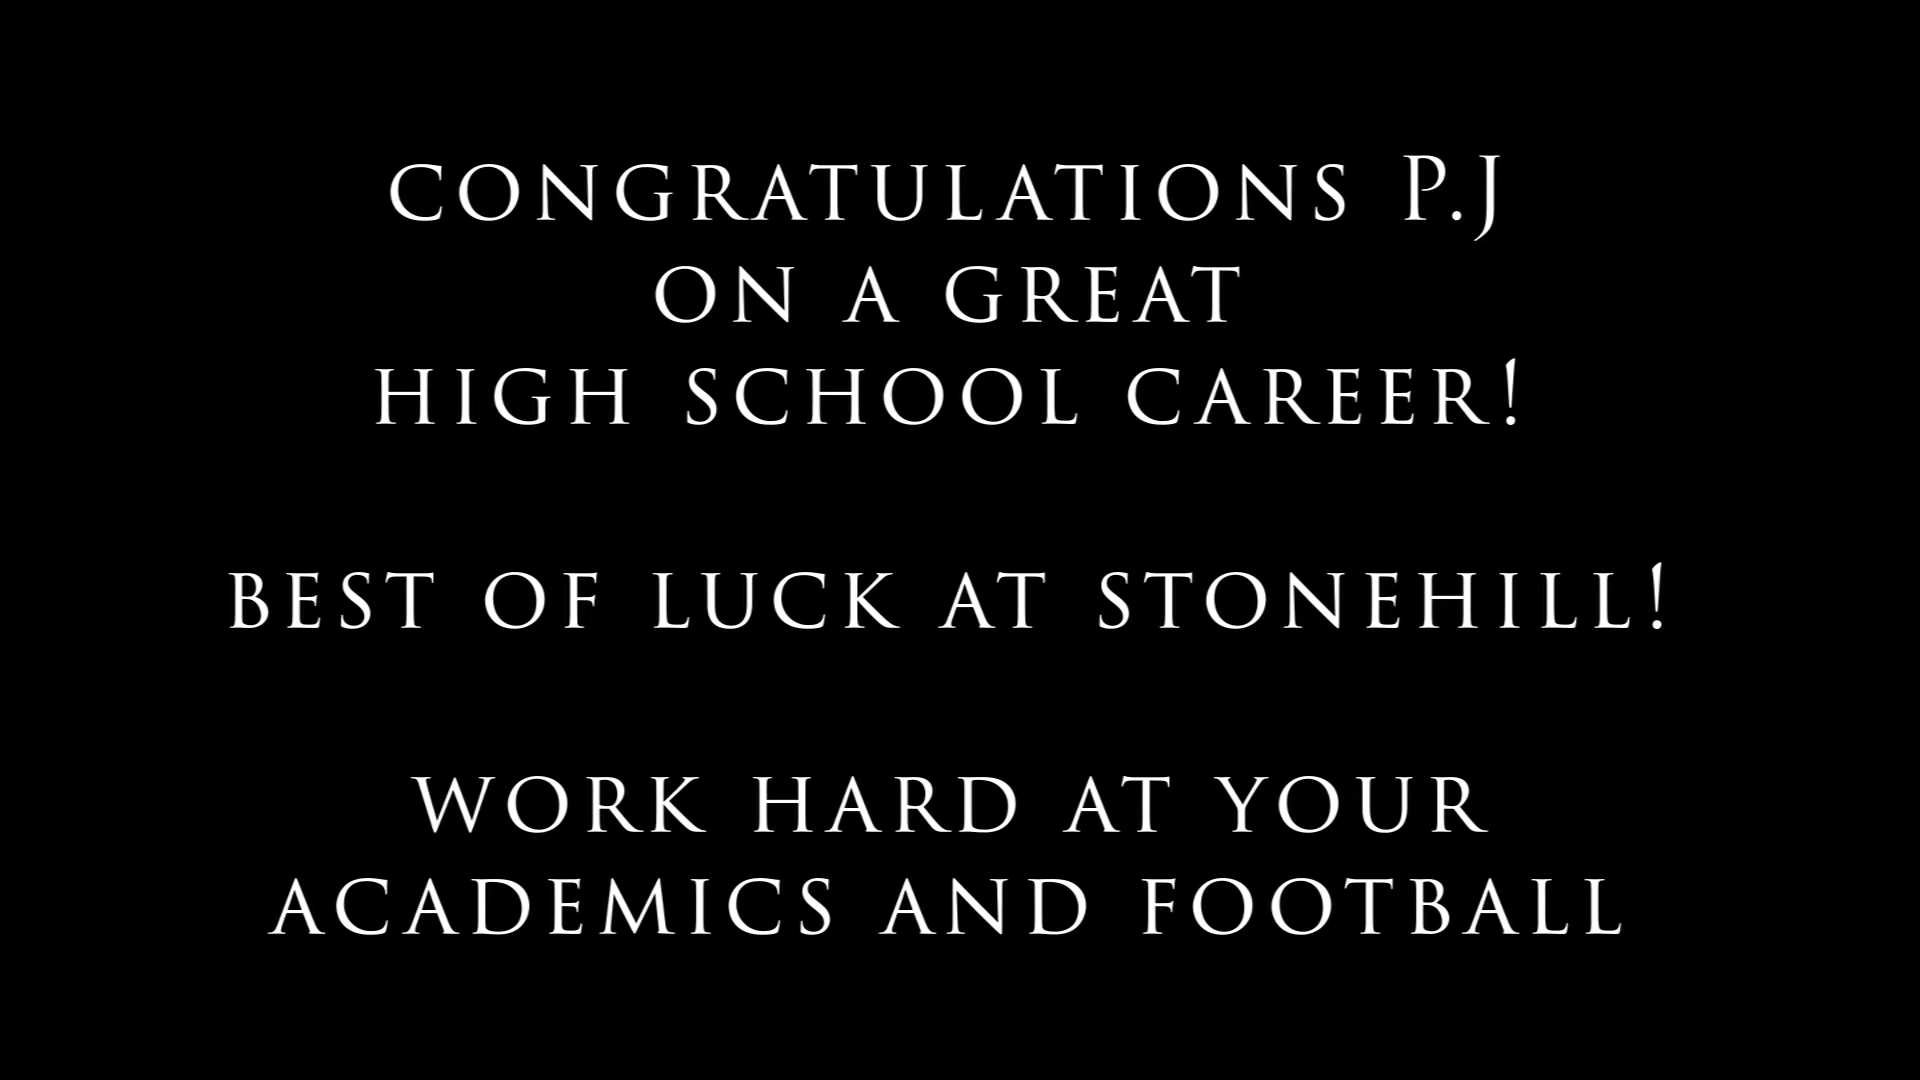 CONGRATULATIONS P.J
ON A GREAT
HIGH SCHOOL CAREER!
BEST OF LUCK AT STONEHILL!
WORK HARD AT YOUR
ACADEMICS AND FOOTBALL